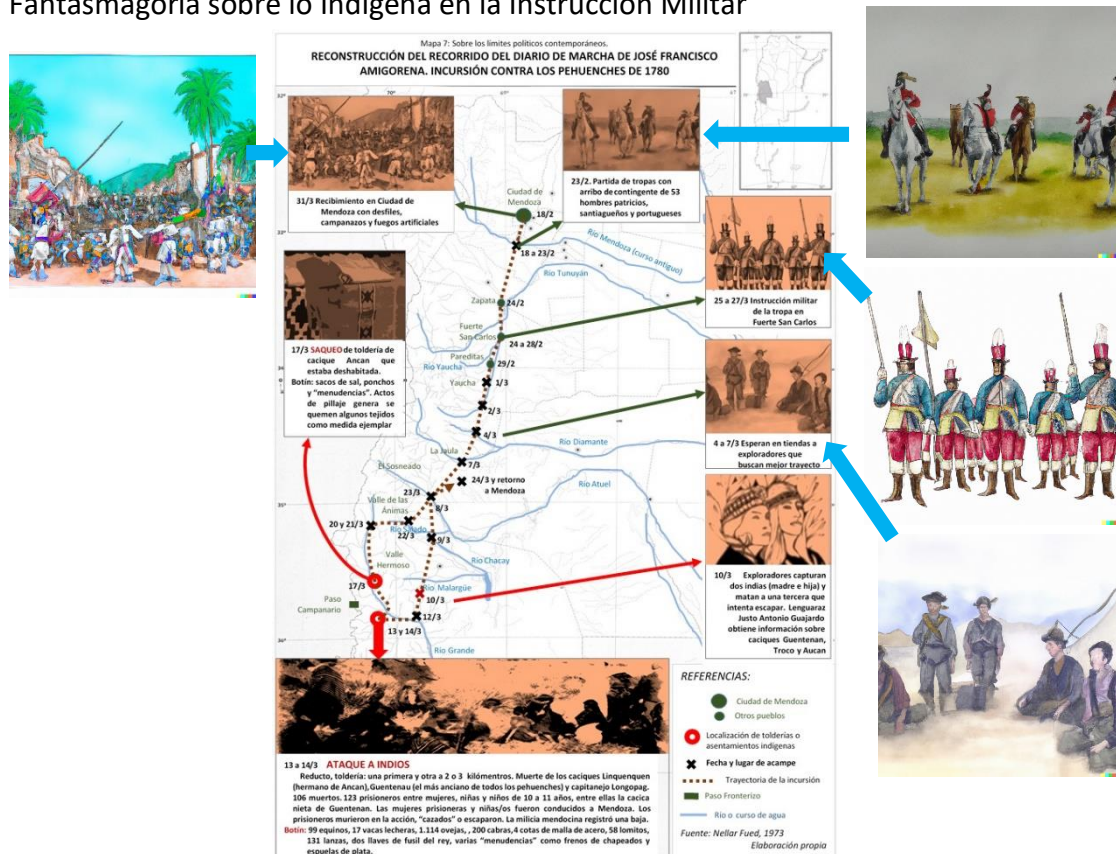 Fantasmagoría sobre lo Indígena en la Instrucción Militar
Mapa 7: Sobre los límites políticos contemporáneos.
RECONSTRUCCIÓN DEL RECORRIDO DEL DIARIO DE MARCHA DE JOSÉ FRANCISCO
AMIGORENA. INCURSIÓN CONTRA LOS PEHUENCHES DE 1780
70°
31/3 Recibimiento en Ciudad de
Mendoza con desfiles,
campanazos y fuegos artificiales
23/2. Partida de tropas con
arribo de contingente de 53
hombres patricios,
santiagueños y portugueses
Ciudad de
Mendoza
18/2
18 a 23/2
Río Mendoza (curso antiguo)
Río Tunuyán
Zapata
24/2
Fuerte
San Carlos
24 a 28/2
Pareditas
29/2
Río Yaucha
Yaucha
1/3
2/3
4/3
25 a 27/3 Instrucción militar
de la tropa en
Fuerte San Carlos
17/3 SAQUEO de toldería de
cacique Ancan que
estaba deshabitada.
Botín: sacos de sal, ponchos
y "menudencias". Actos
de pillaje genera se
quemen algunos tejidos
como medida ejemplar
4 a 7/3 Esperan en tiendas a
exploradores que
buscan mejor trayecto
La Jaula
7/3
Río Diamante
El Sosneado
24/3 y retorno
a Mendoza
Río Atuel
23/3
8/3
35°
Valle de las
Ánimas
20 y 21/3
Río Salado
22/3
9/3
Valle
Hermoso
Río Chacay
17/3
Río Malargüe
10/3
Paso
Campanario
12/3
13 y 14/3
36°
Río Grande
10/3 Exploradores capturan
dos indias (madre e hija) y
matan a una tercera que
intenta escapar. Lenguaraz
Justo Antonio Guajardo
obtiene información sobre
caciques Guentenan,
Troco y Aucan
13 a 14/3 ATAQUE A INDIOS
Reducto, toldería: una primera y otra a 2 o 3 kilómentros. Muerte de los caciques Linquenquen
(hermano de Ancan),Guentenau (el más anciano de todos los pehuenches) y capitanejo Longopag.
106 muertos. 123 prisioneros entre mujeres, niñas y niños de 10 a 11 años, entre ellas la cacica
nieta de Guentenan. Las mujeres prisioneras y niñas/os fueron conducidos a Mendoza. Los
prisioneros murieron en la acción, "cazados" o escaparon. La milicia mendocina registró una baja.
Botín: 99 equinos, 17 vacas lecheras, 1.114 ovejas, , 200 cabras,4 cotas de malla de acero, 58 lomitos,
131 lanzas, dos llaves de fusil del rey, varias "menudencias" como frenos de chapeados y
espuelas de plata.
REFERENCIAS:
Ciudad de Mendoza
Otros pueblos
Localización de tolderías o
asentamientos indígenas
Fecha y lugar de acampe
Trayectoria de la incursión
Paso Fronterizo
Río o curso de agua
Fuente: Nellar Fued, 1973
Elaboración propia